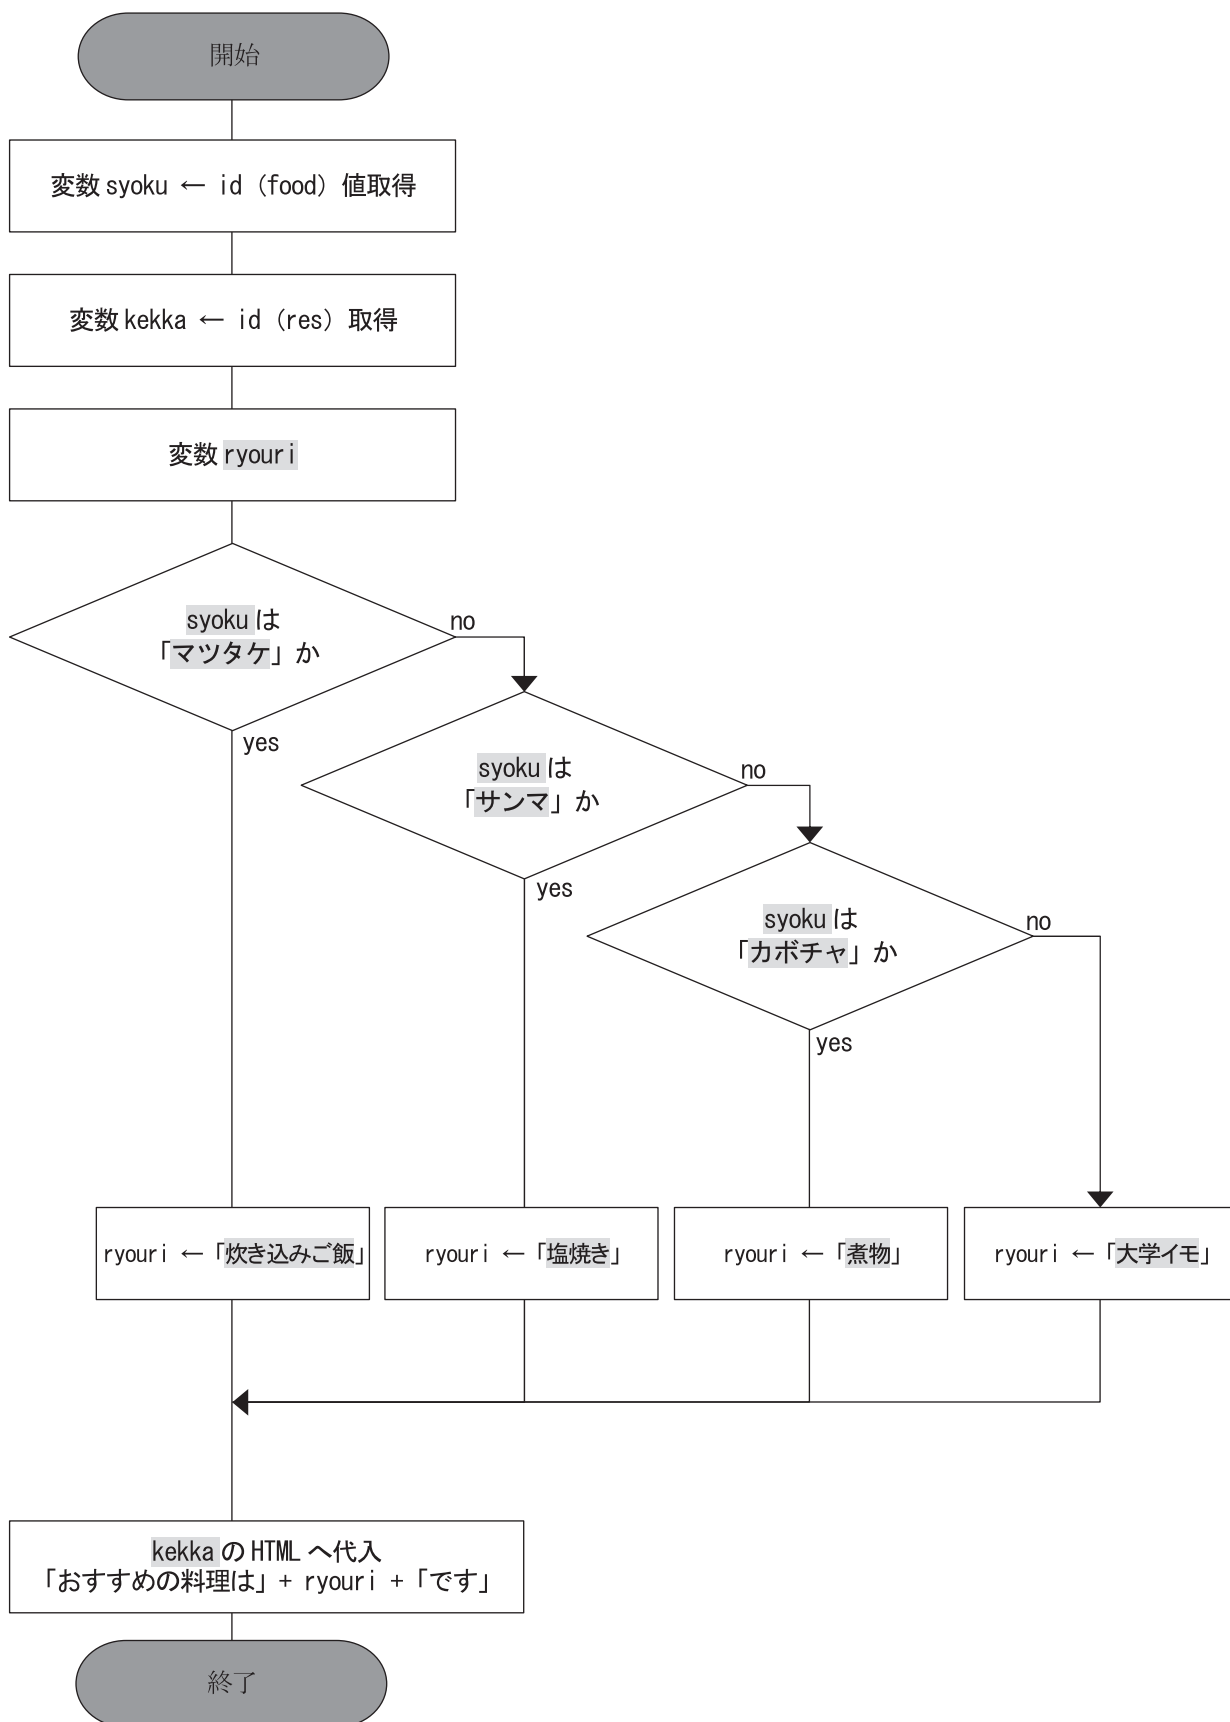 開始
変数 syoku ← id（food）値取得
変数 kekka ← id（res）取得
変数 ryouri
syoku は
「マツタケ」か
no
yes
syoku は
「サンマ」か
no
yes
syoku は
「カボチャ」か
no
yes
ryouri ←「炊き込みご飯」
ryouri ←「塩焼き」
ryouri ←「煮物」
ryouri ←「大学イモ」
kekka の HTML へ代入
「おすすめの料理は」+ ryouri +「です」
終了